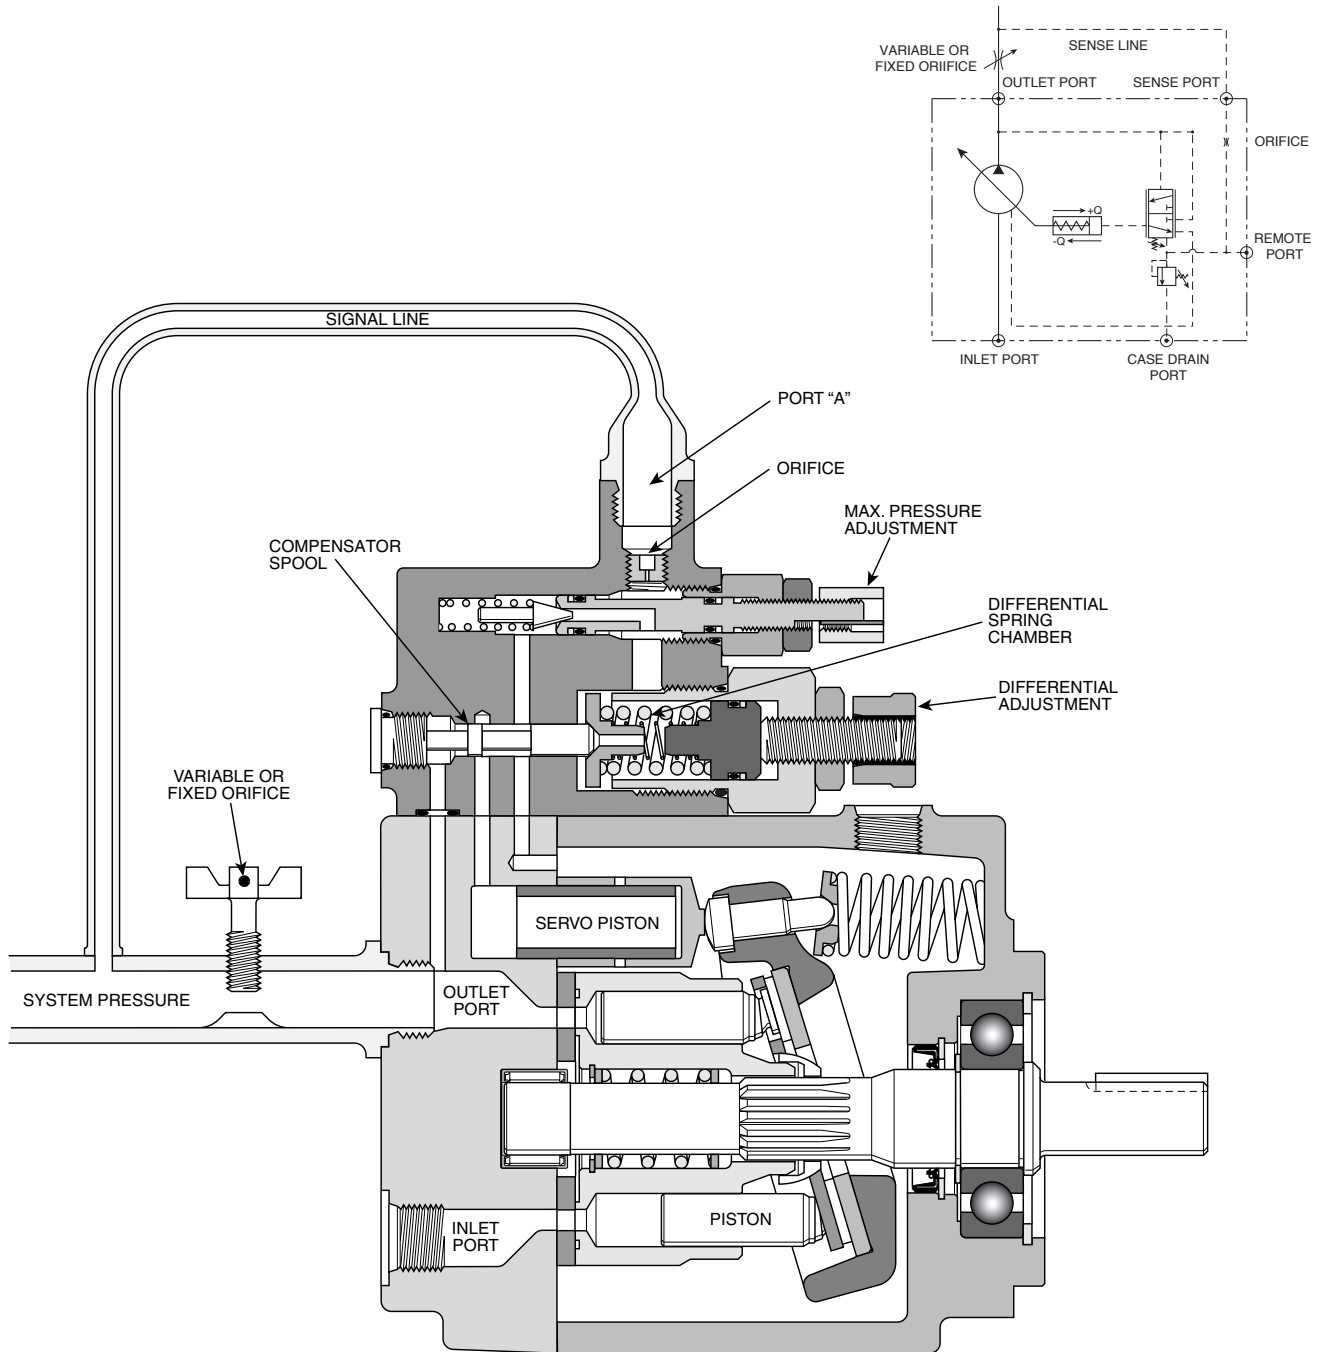 VARIABLE OR
FIXED ORIIFICE
SENSE LINE
OUTLET PORT
SENSE PORT
ORIFICE
+Q
-Q
REMOTE
PORT
INLET PORT
CASE DRAIN
PORT
SIGNAL LINE
PORT “A”
ORIFICE
MAX. PRESSURE
ADJUSTMENT
COMPENSATOR
SPOOL
DIFFERENTIAL
SPRING
CHAMBER
DIFFERENTIAL
ADJUSTMENT
VARIABLE OR
FIXED ORIFICE
SERVO PISTON
SYSTEM PRESSURE
OUTLET
PORT
PISTON
INLET
PORT